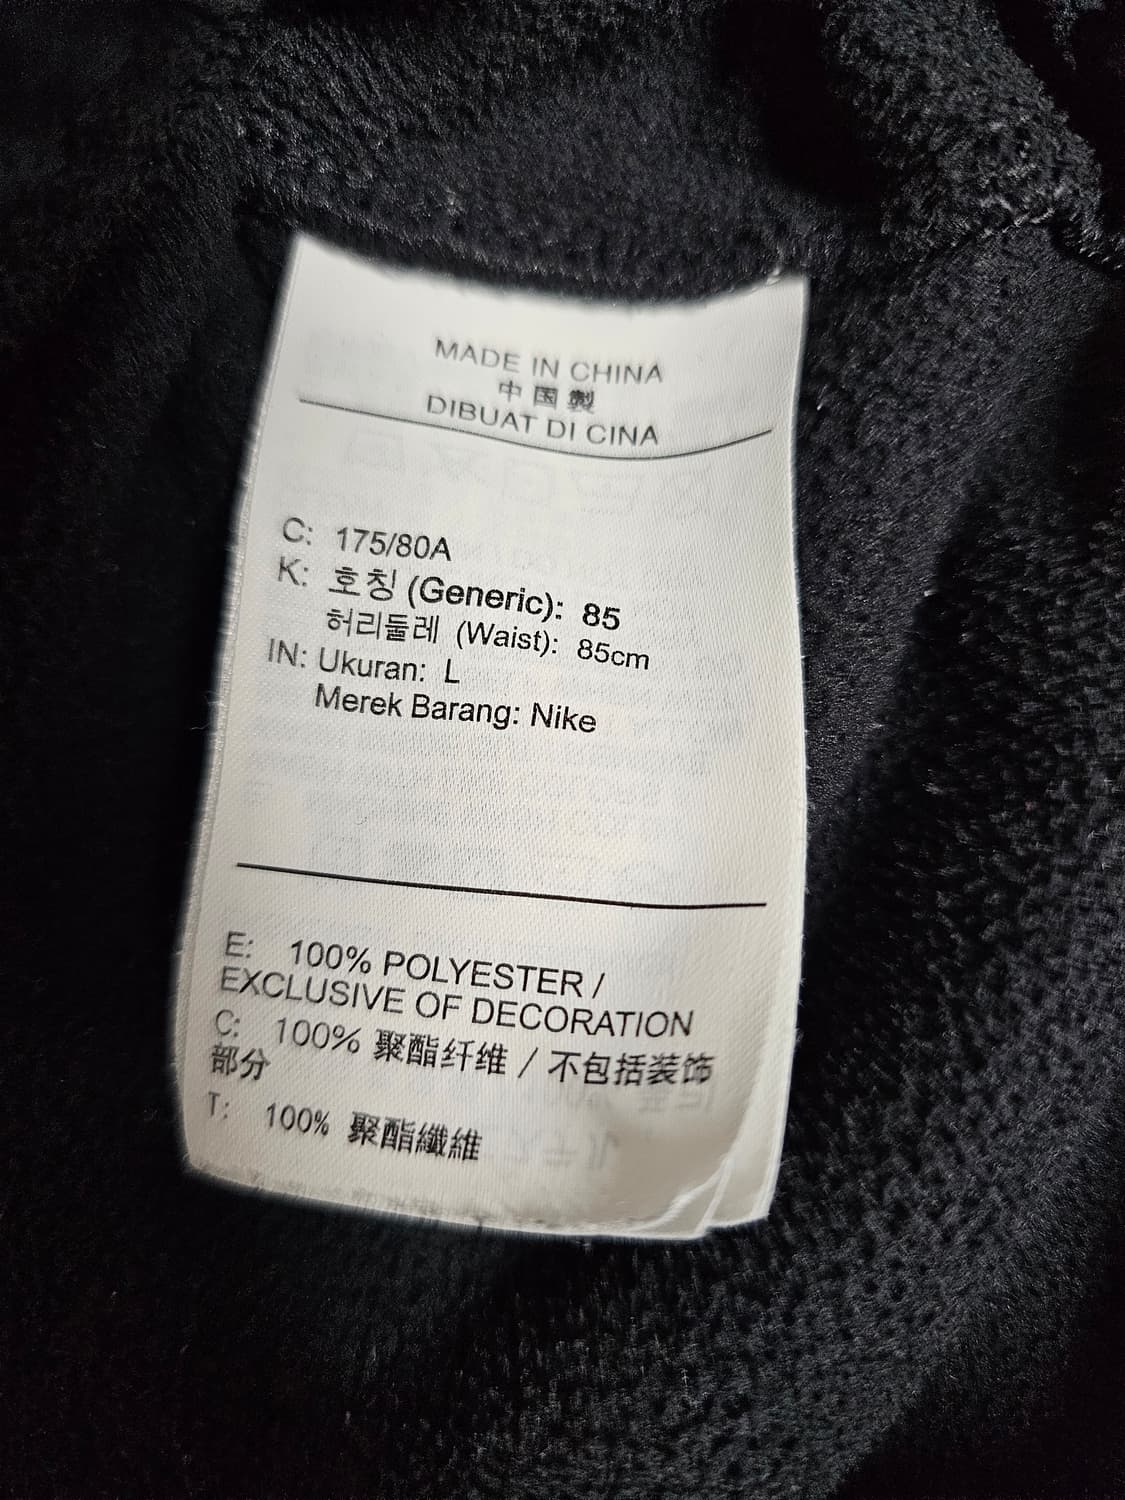 MADE IN CHINA
中国製
DIBUAT DI CINA
C: 175/80A
K: 호칭 (Generic): 85
허리둘레 (Waist): 85cm
IN: Ukuran: L
Merek Barang: Nike
E: 100% POLYESTER /
EXCLUSIVE OF DECORATION
C: 100% 聚酯纤维 / 不包括装饰
部分
T: 100% 聚酯纖維